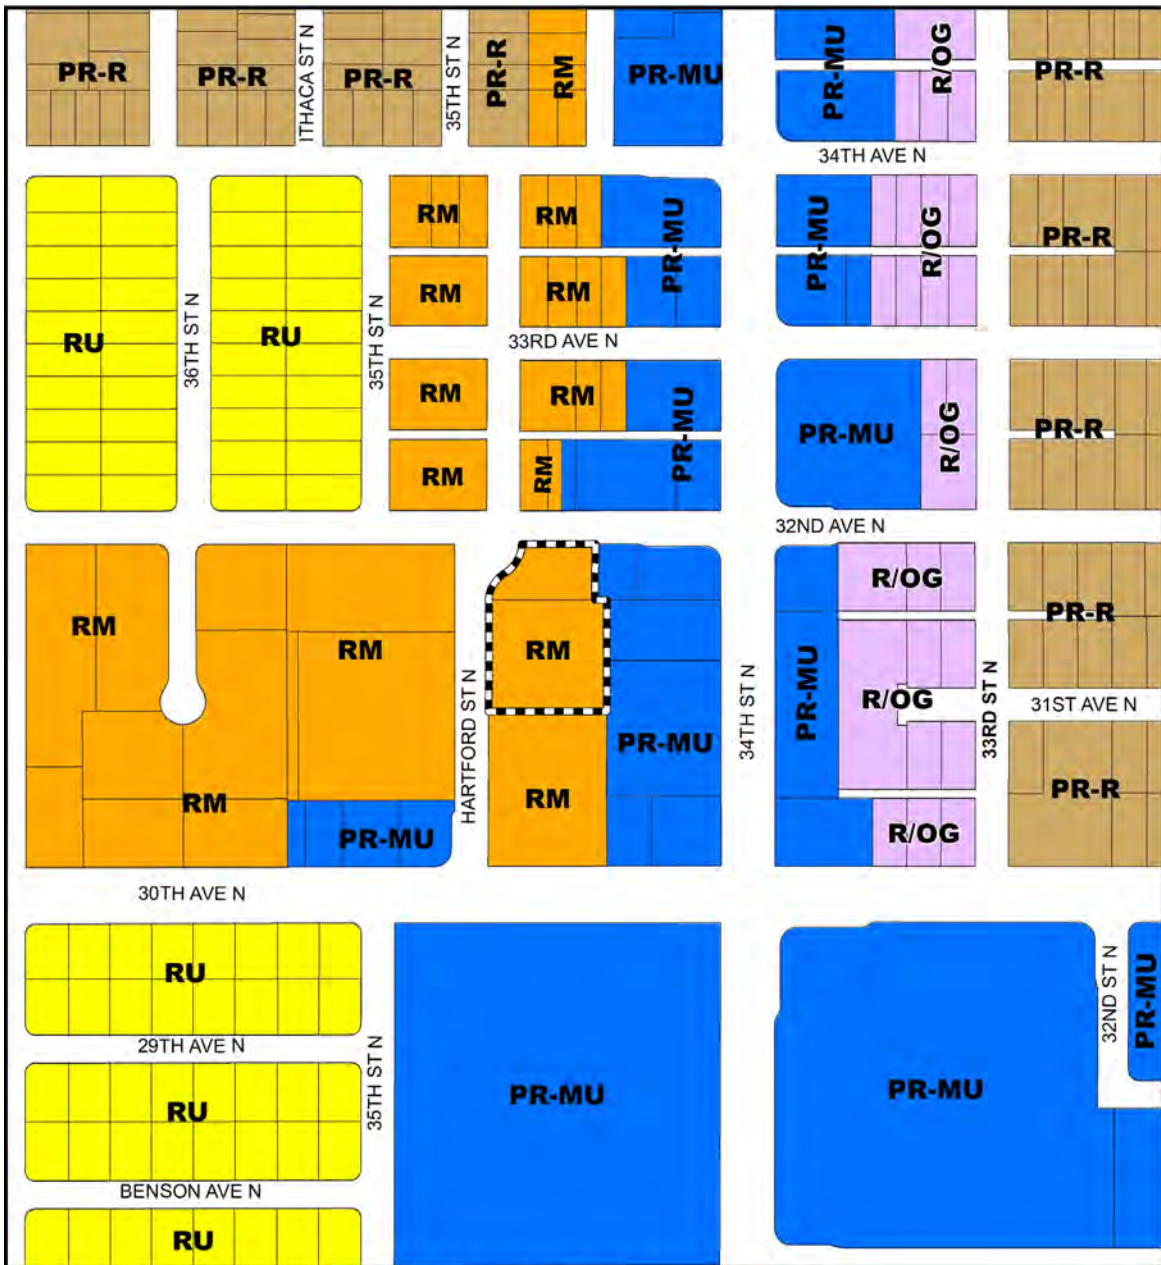 PR-R
PR-R
ITHACA ST N
PR-R
35TH ST N
PR-R
RM
PR-MU
PR-MU
R/OG
PR-R
34TH AVE N
RU
36TH ST N
RU
35TH ST N
RM
RM
PR-MU
PR-MU
R/OG
PR-R
RM
RM
33RD AVE N
RM
RM
PR-MU
PR-MU
R/OG
PR-R
RM
RM
32ND AVE N
RM
RM
HARTFORD ST N
RM
34TH ST N
PR-MU
R/OG
PR-R
R/OG
33RD ST N
31ST AVE N
PR-MU
RM
PR-MU
RM
R/OG
PR-R
30TH AVE N
RU
29TH AVE N
35TH ST N
PR-MU
PR-MU
32ND ST N
PR-MU
RU
BENSON AVE N
RU